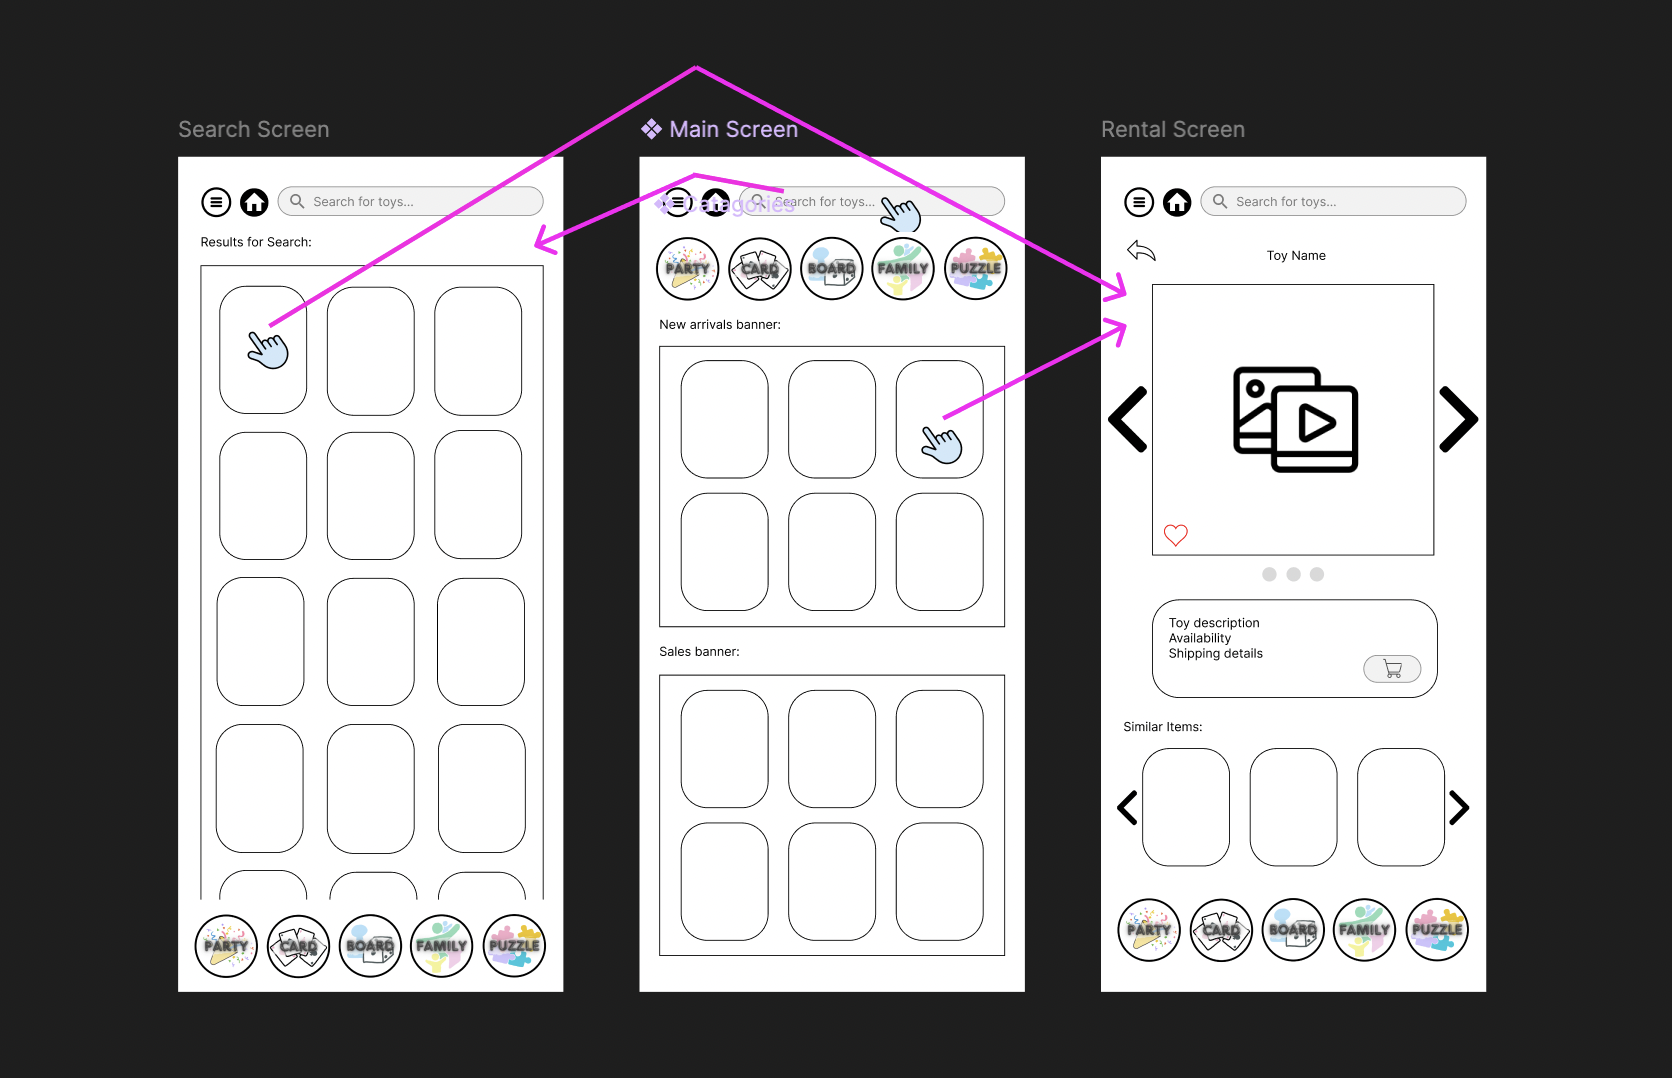 Search Screen
Search for toys...
Results for Search:
PARTY
CARD
BOARD
FAMILY
PUZZLE
Main Screen
Catagories
Search for toys...
PARTY
CARD
BOARD
FAMILY
PUZZLE
New arrivals banner:
Sales banner:
Rental Screen
Search for toys...
Toy Name
Toy description
Availability
Shipping details
Similar Items:
PARTY
CARD
BOARD
FAMILY
PUZZLE